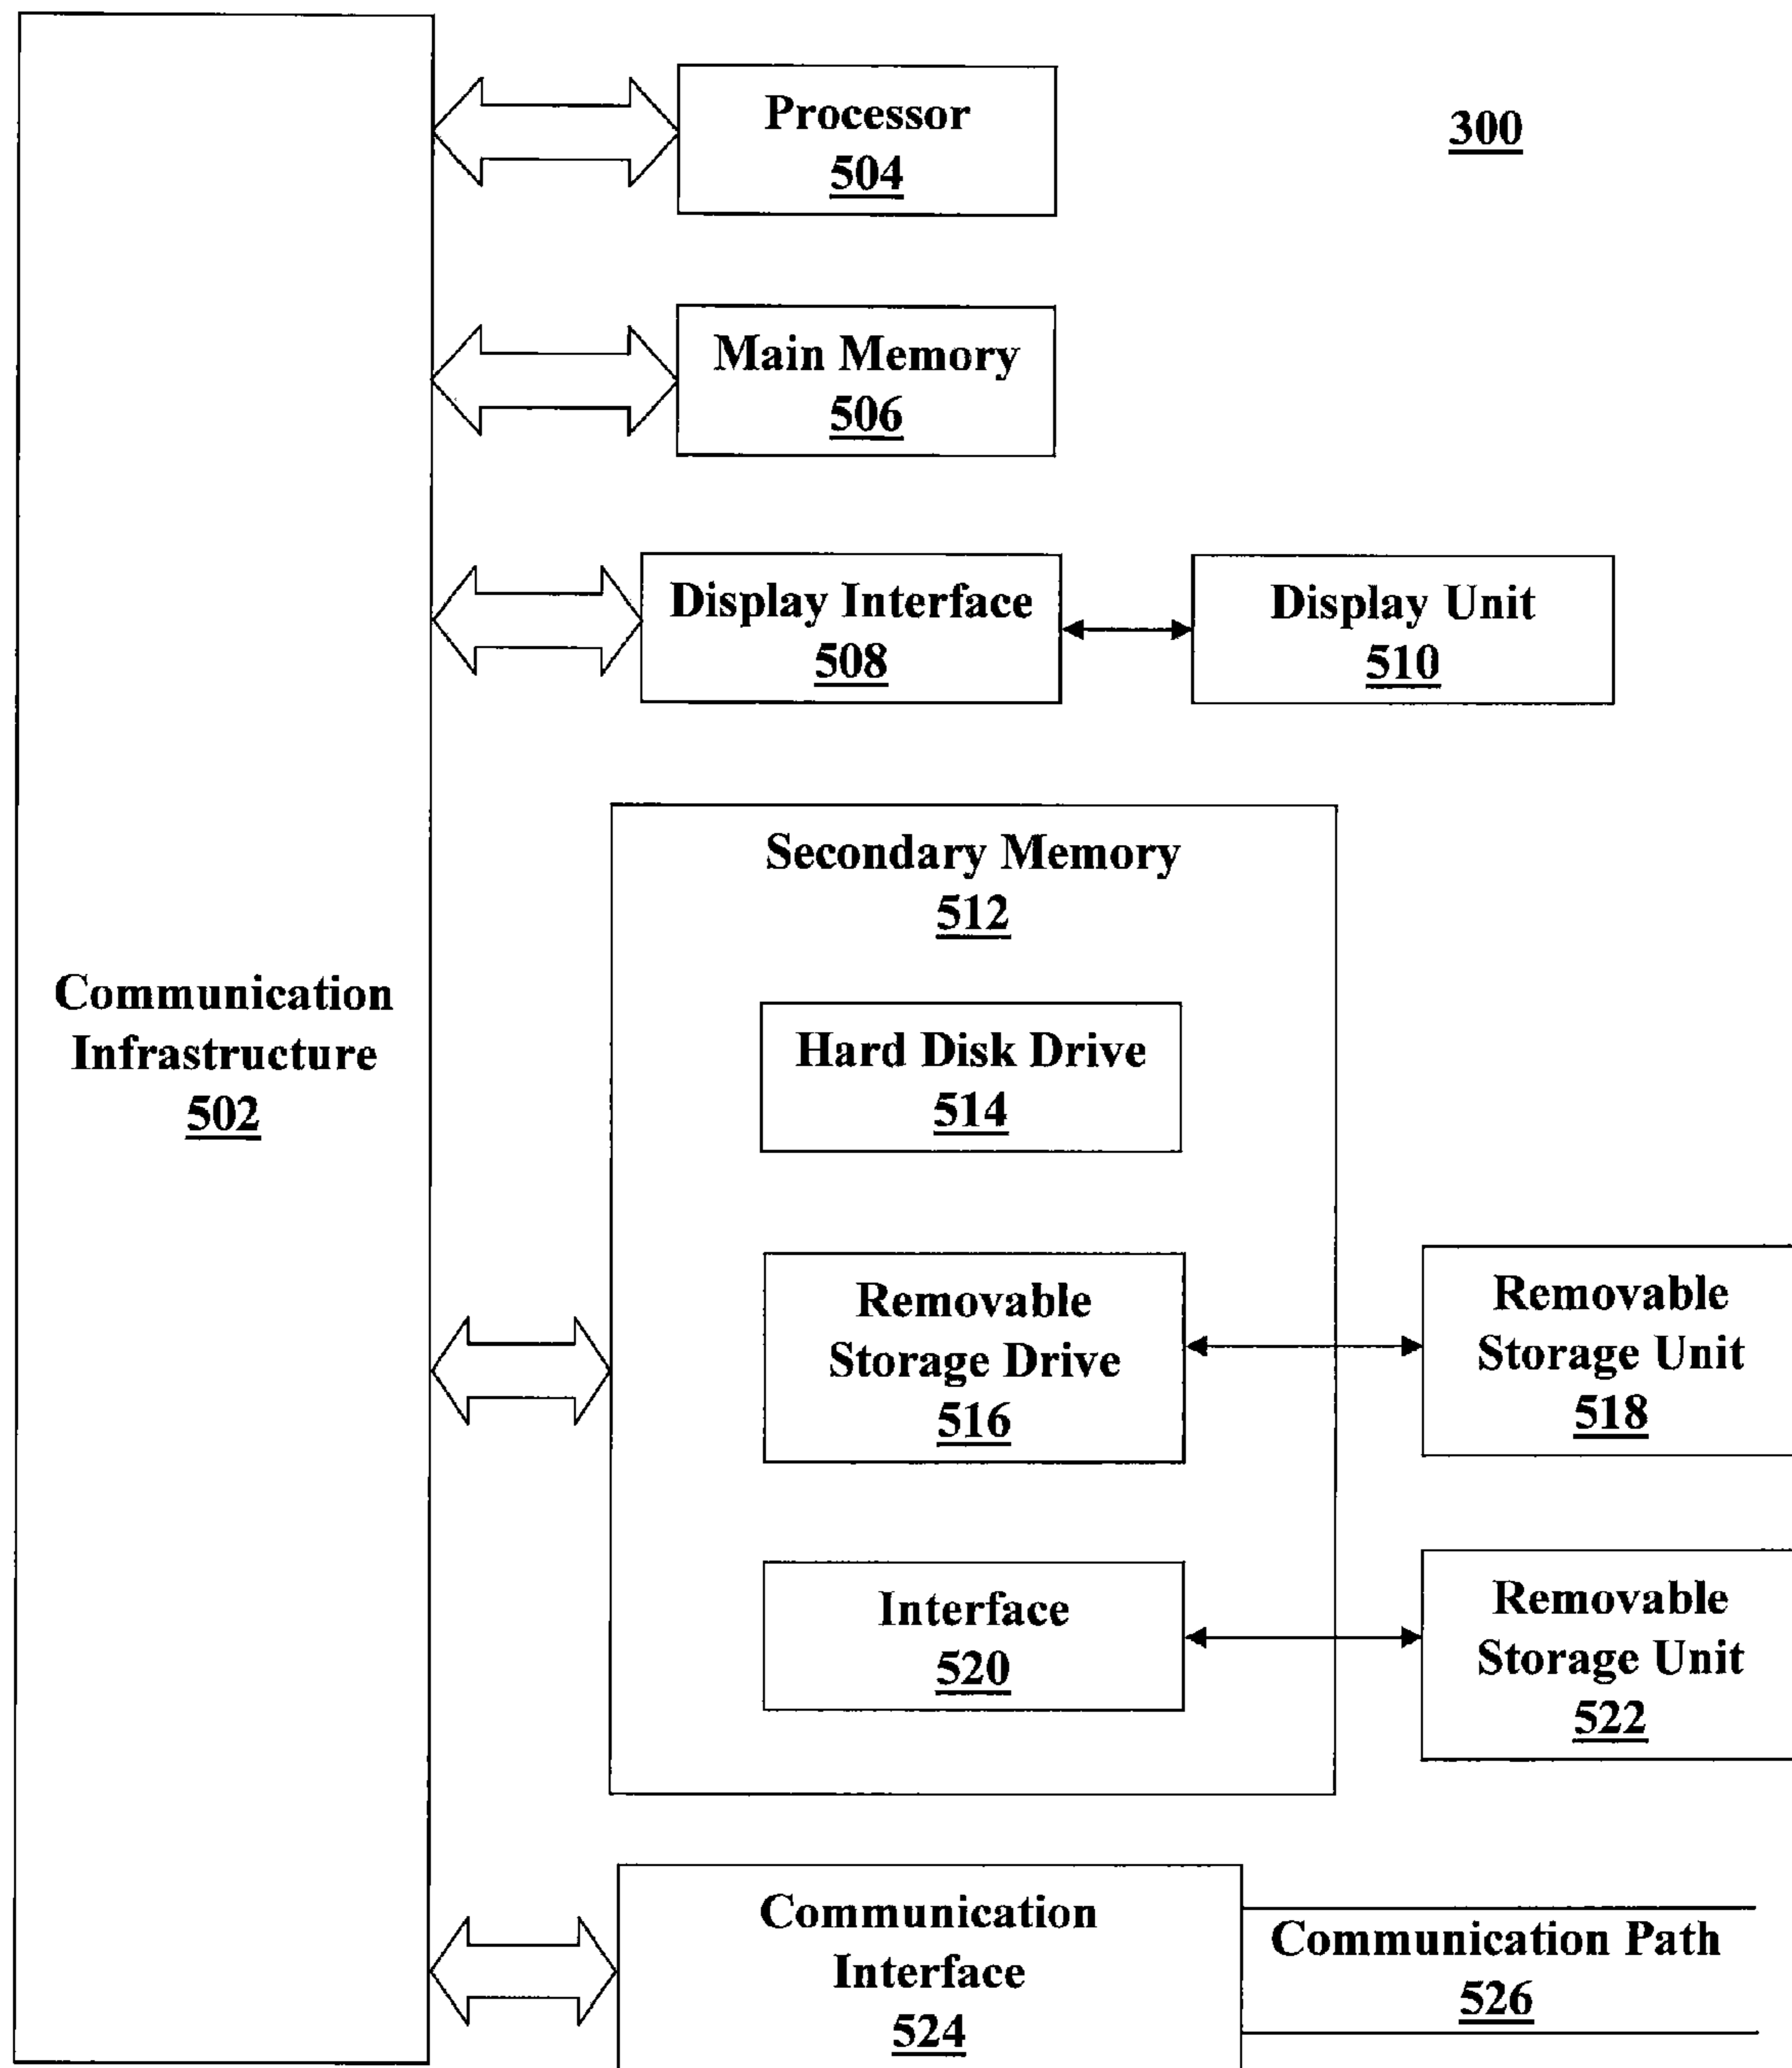 Processor
504
300
Main Memory
506
Display Interface
508
Display Unit
510
Secondary Memory
512
Communication
Infrastructure
502
Hard Disk Drive
514
Removable
Storage Drive
516
Removable
Storage Unit
518
Interface
520
Removable
Storage Unit
522
Communication
Interface
524
Communication Path
526